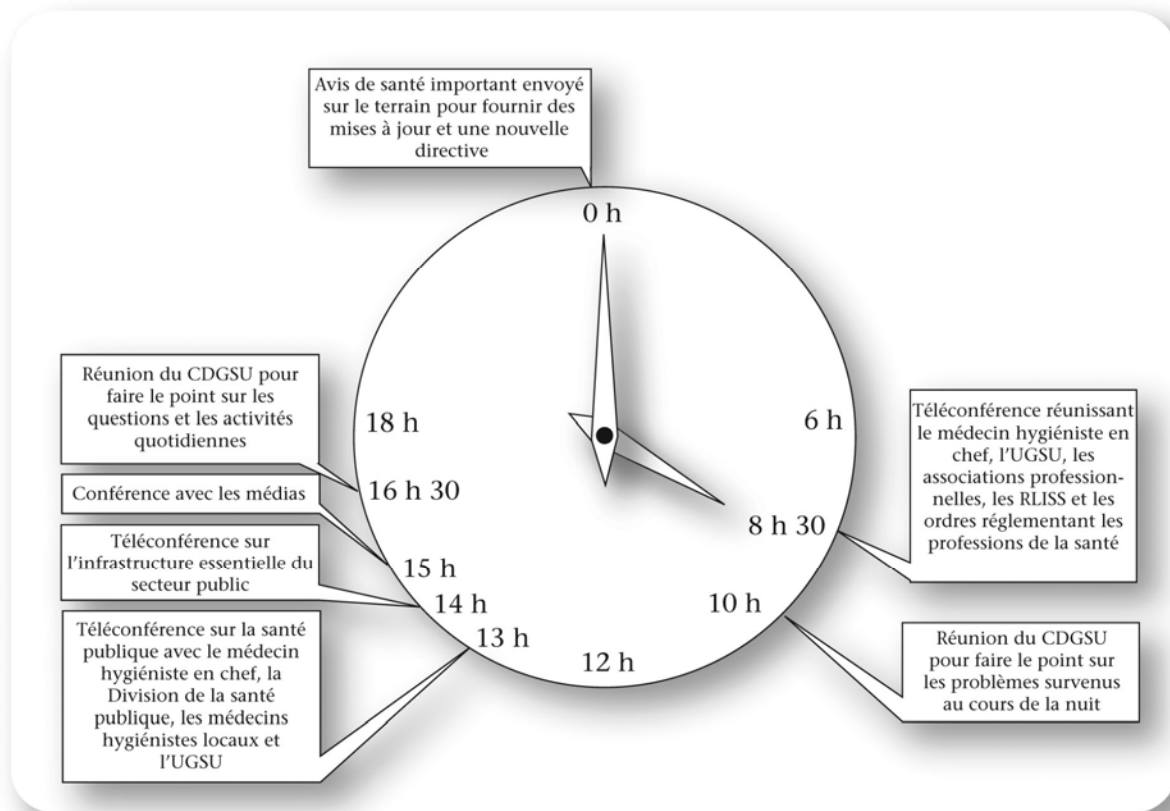 Avis de santé important envoyé
sur le terrain pour fournir des
mises à jour et une nouvelle
directive
0 h
6 h
8 h 30
10 h
12 h
13 h
14 h
15 h
16 h 30
18 h
Téléconférence réunissant
le médecin hygiéniste en
chef, l'UGSU, les
associations profession-
nelles, les RLISS et les
ordres réglementant les
professions de la santé
Réunion du CDGSU
pour faire le point sur
les problèmes survenus
au cours de la nuit
Téléconférence sur la santé
publique avec le médecin
hygiéniste en chef, la
Division de la santé
publique, les médecins
hygiénistes locaux et
l'UGSU
Téléconférence sur
l'infrastructure essentielle du
secteur public
Conférence avec les médias
Réunion du CDGSU pour
faire le point sur les
questions et les activités
quotidiennes